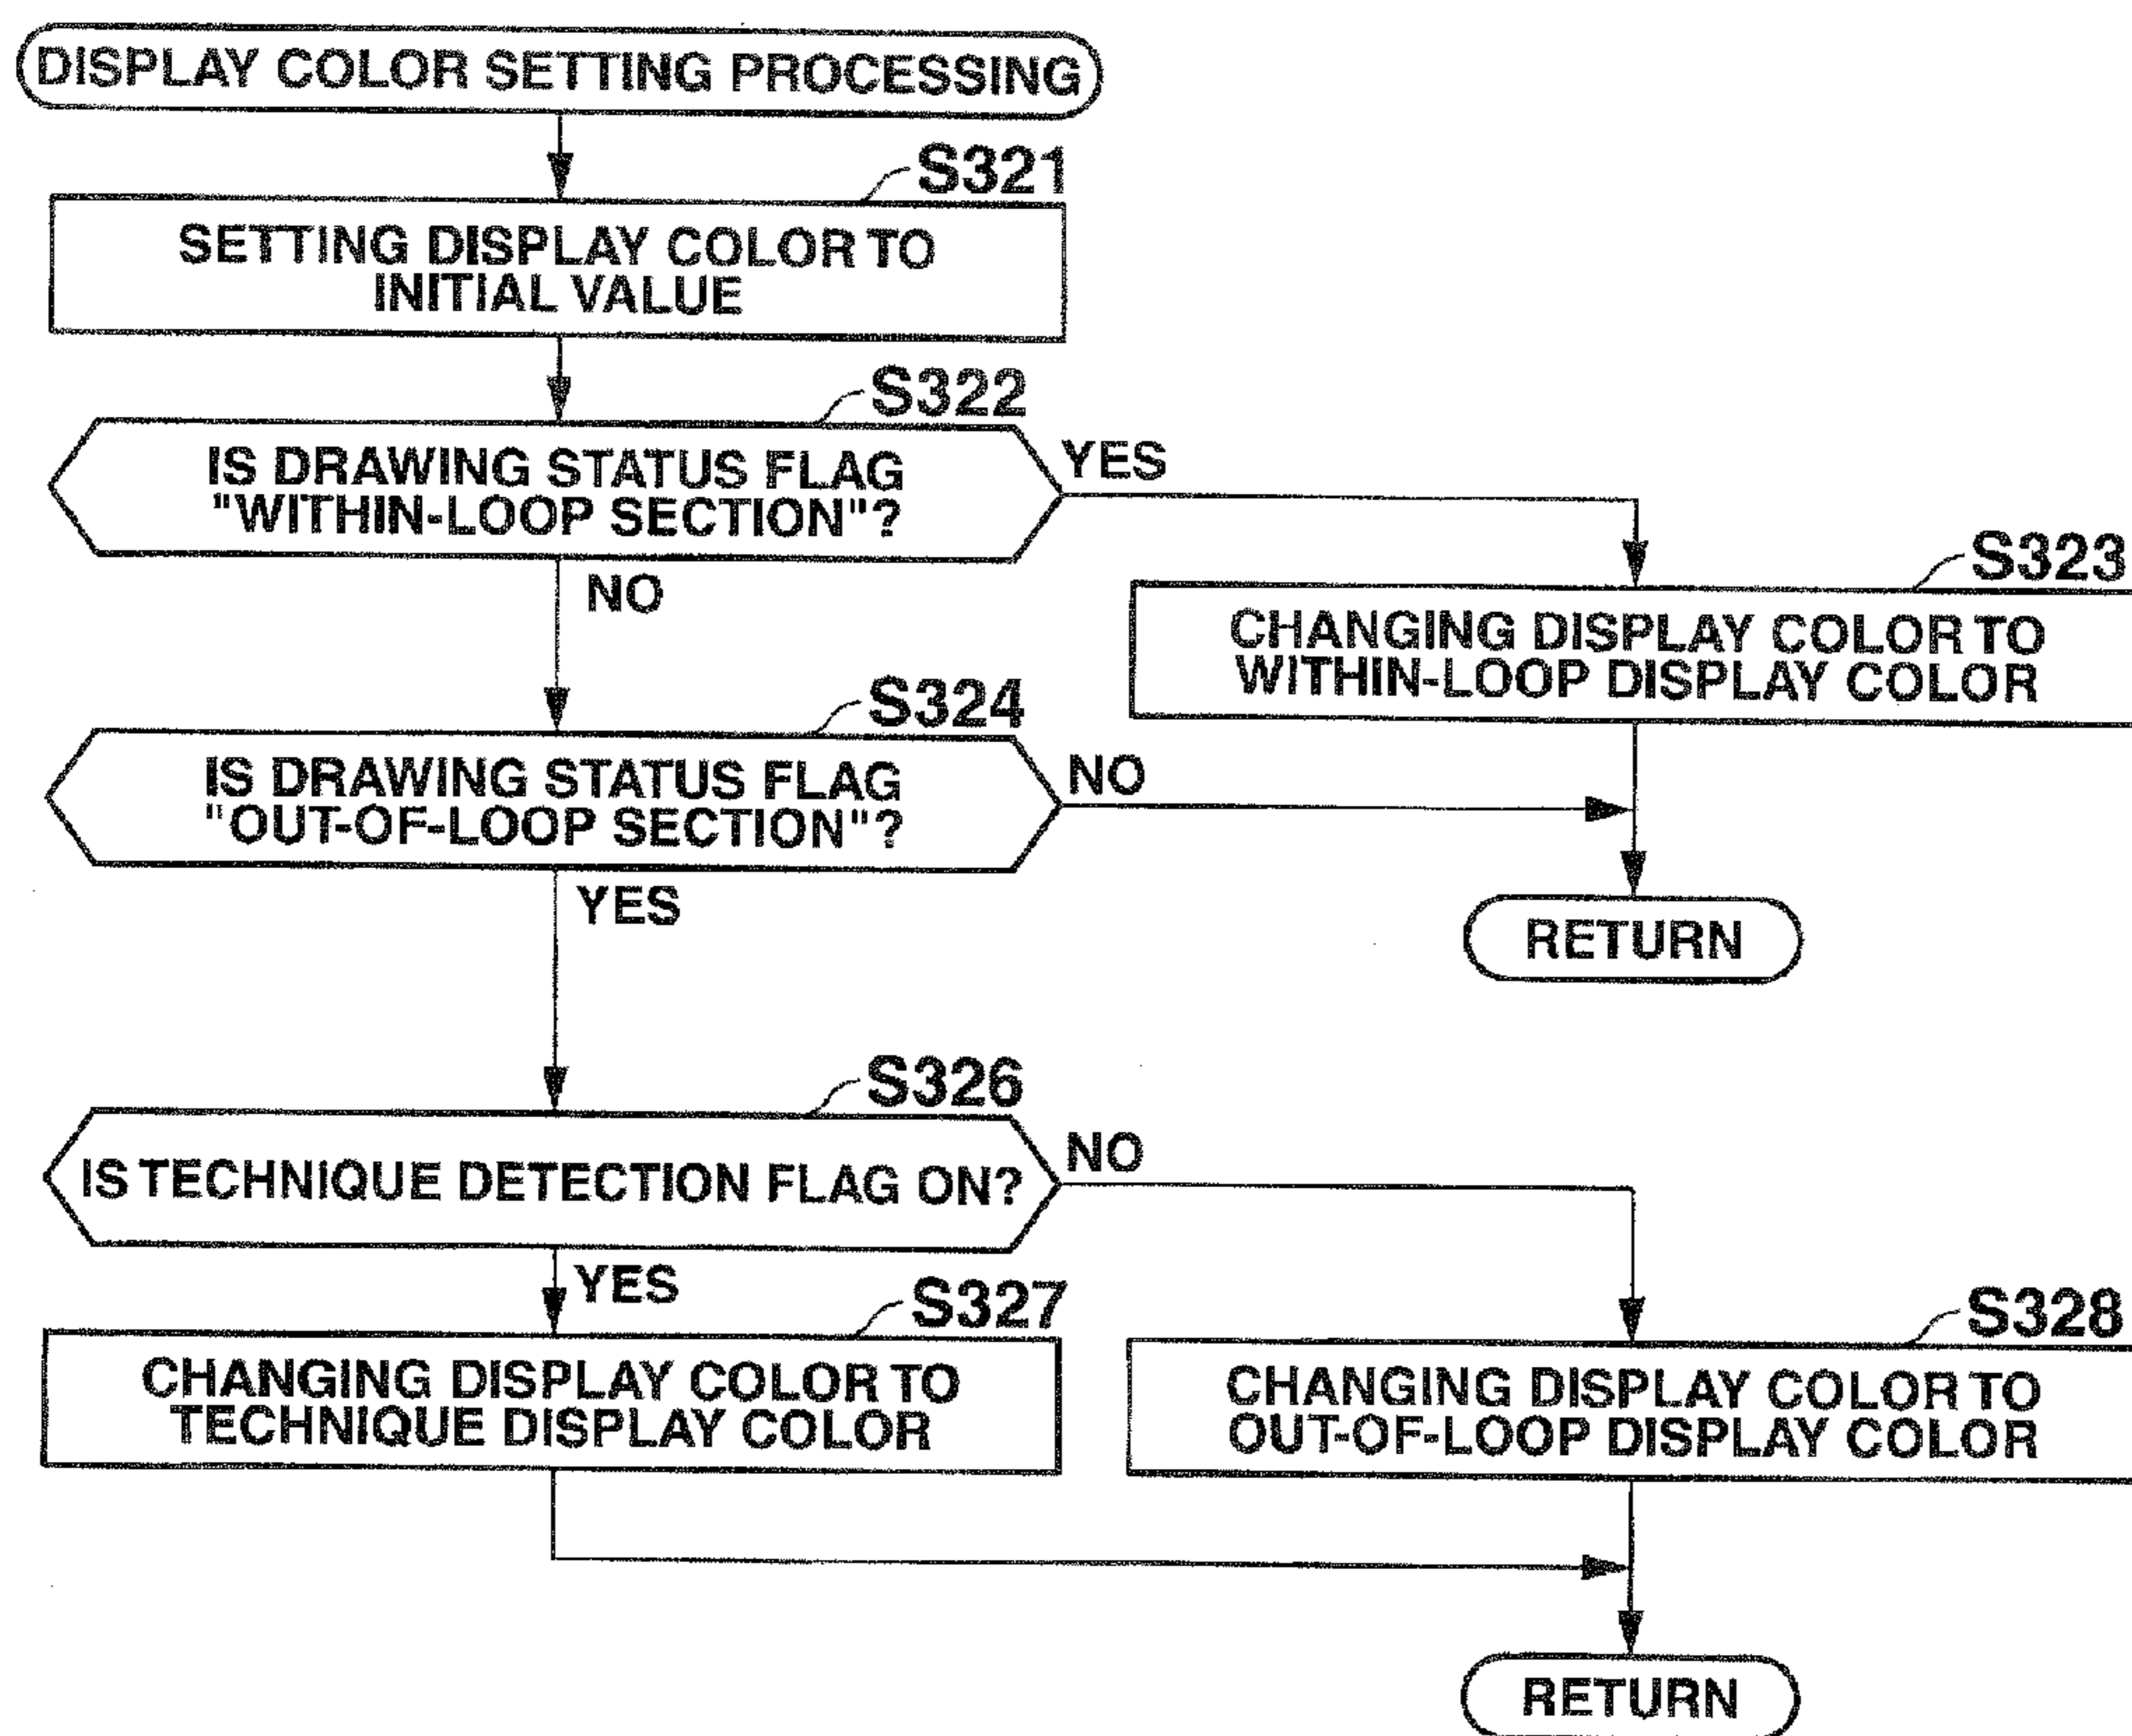 DISPLAY COLOR SETTING PROCESSING
S321
SETTING DISPLAY COLOR TO
INITIAL VALUE
S322
IS DRAWING STATUS FLAG
"WITHIN-LOOP SECTION"?
YES
NO
S323
CHANGING DISPLAY COLOR TO
WITHIN-LOOP DISPLAY COLOR
S324
IS DRAWING STATUS FLAG
"OUT-OF-LOOP SECTION"?
NO
YES
RETURN
S326
IS TECHNIQUE DETECTION FLAG ON?
NO
YES
S327
CHANGING DISPLAY COLOR TO
TECHNIQUE DISPLAY COLOR
S328
CHANGING DISPLAY COLOR TO
OUT-OF-LOOP DISPLAY COLOR
RETURN